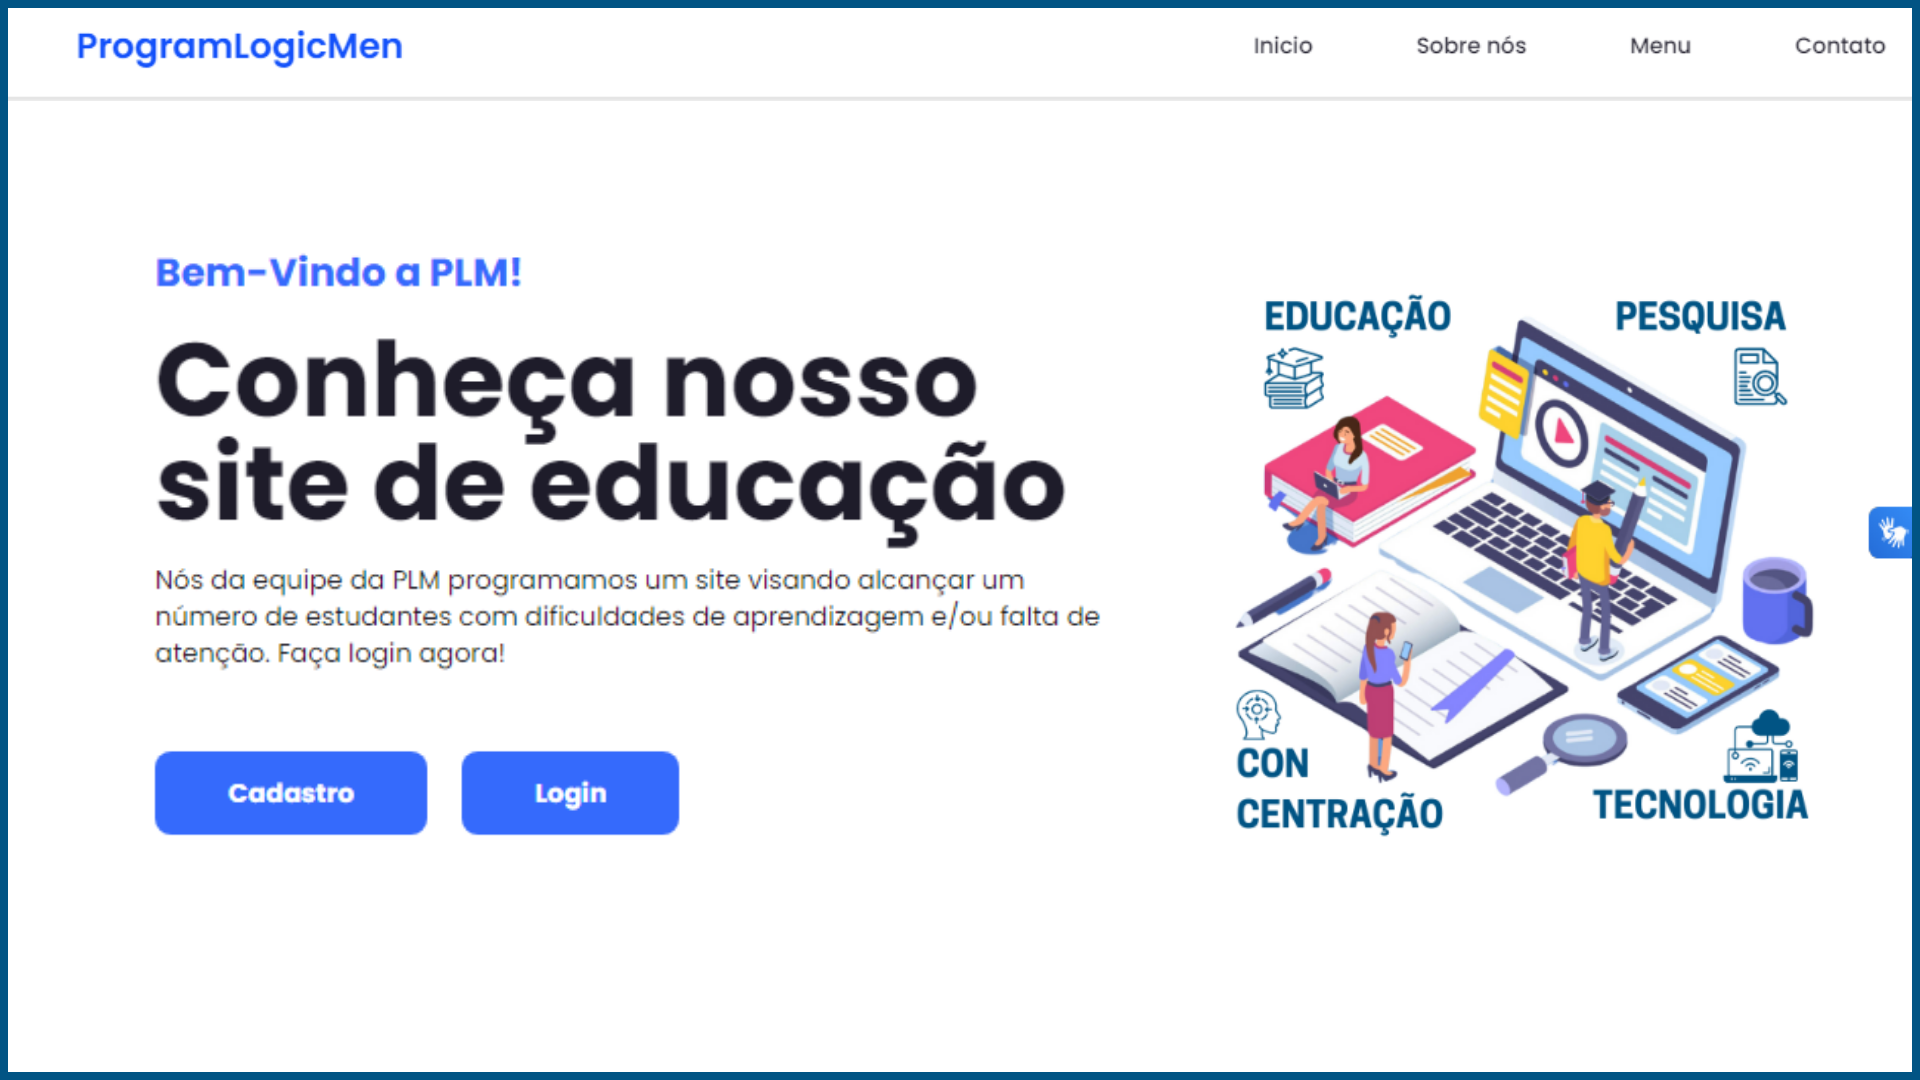 ProgramLogicMen
Inicio
Sobre nós
Menu
Contato
Bem-Vindo a PLM!
Conheça nosso
site de educação
Nós da equipe da PLM programamos um site visando alcançar um
número de estudantes com dificuldades de aprendizagem e/ou falta de
atenção. Faça login agora!
Cadastro
Login
EDUCAÇÃO
PESQUISA
CON
CENTRAÇÃO
TECNOLOGIA